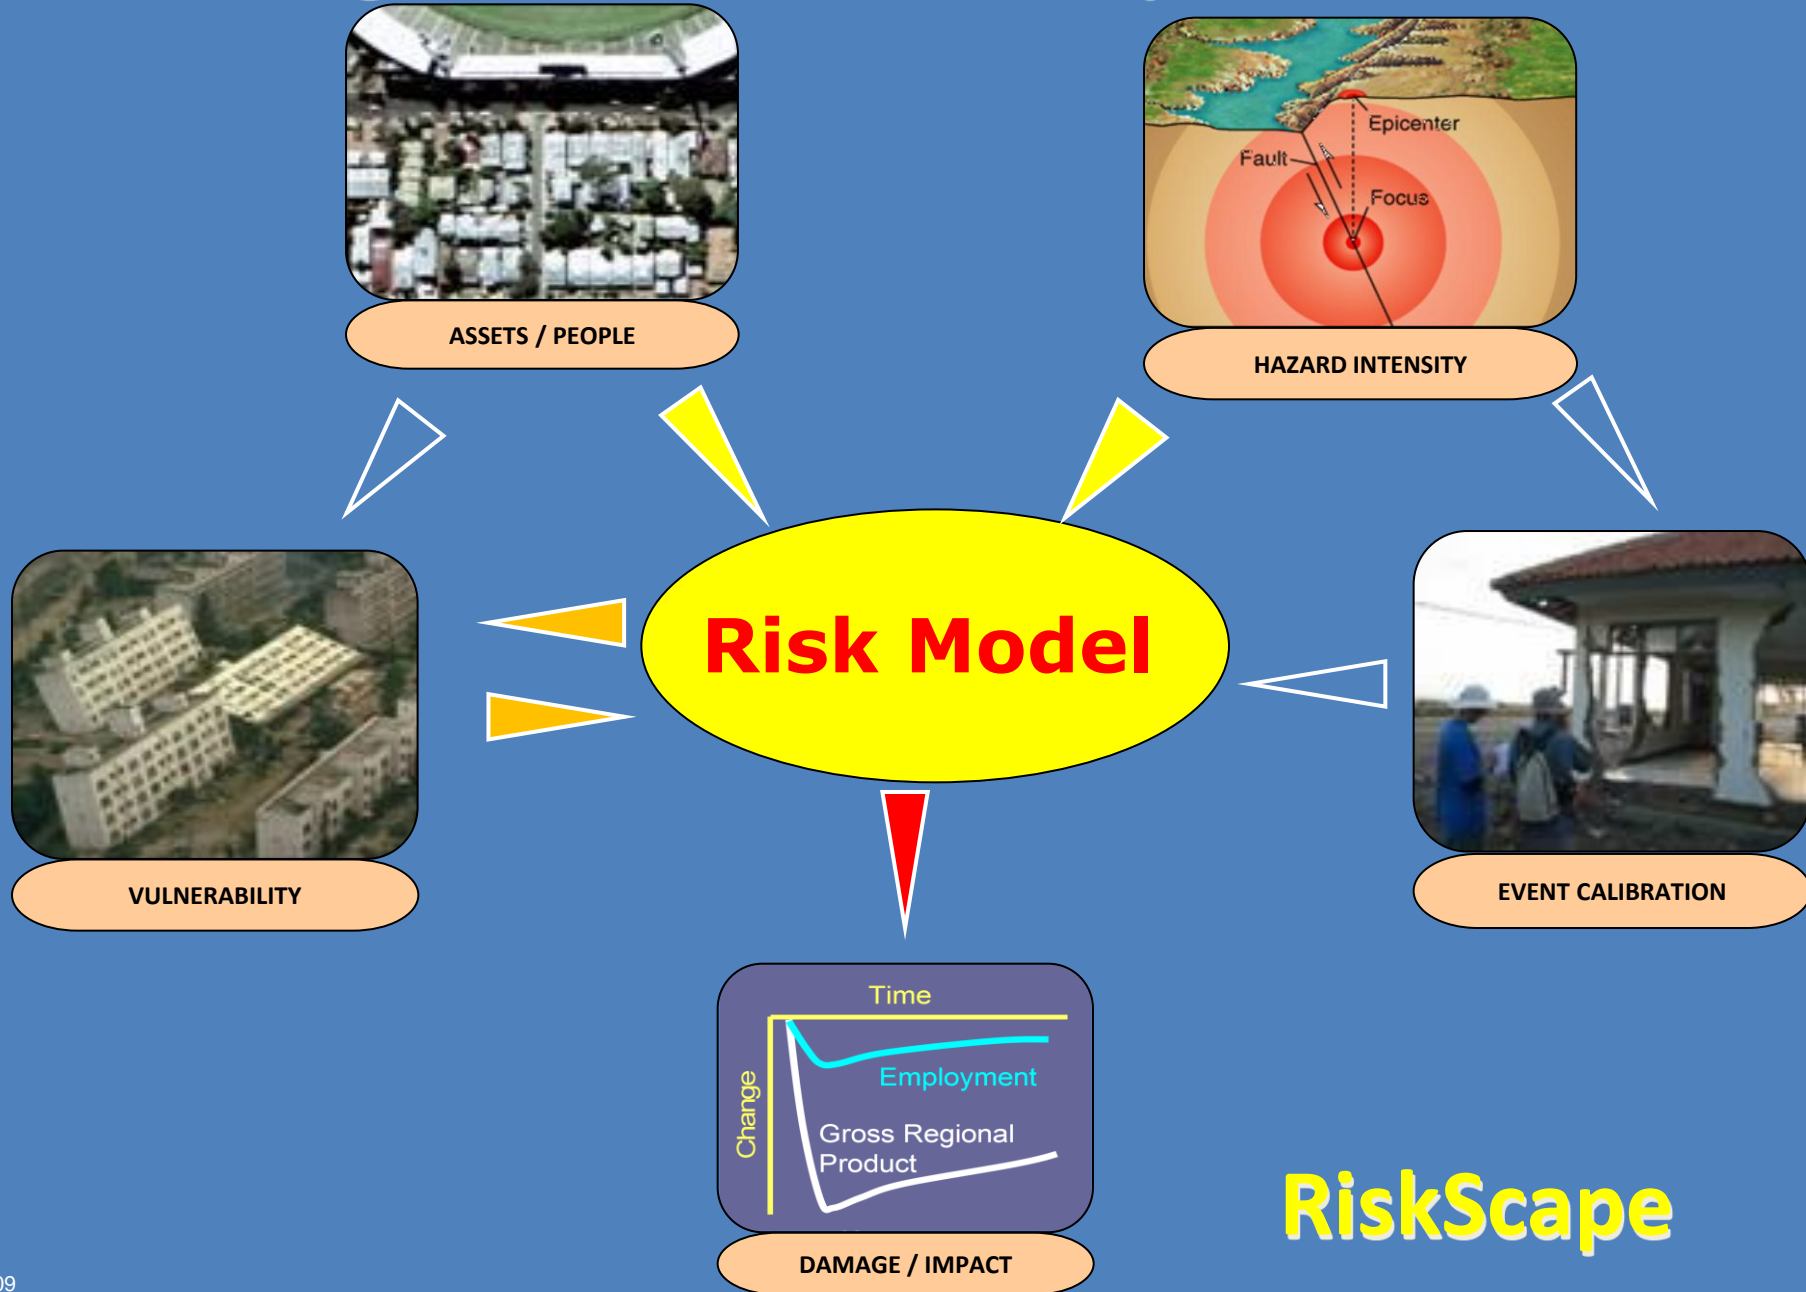 Epicenter
Fault
Focus
ASSETS / PEOPLE
HAZARD INTENSITY
Risk Model
VULNERABILITY
EVENT CALIBRATION
Time
Change
Employment
Gross Regional
Product
DAMAGE / IMPACT
RiskScape